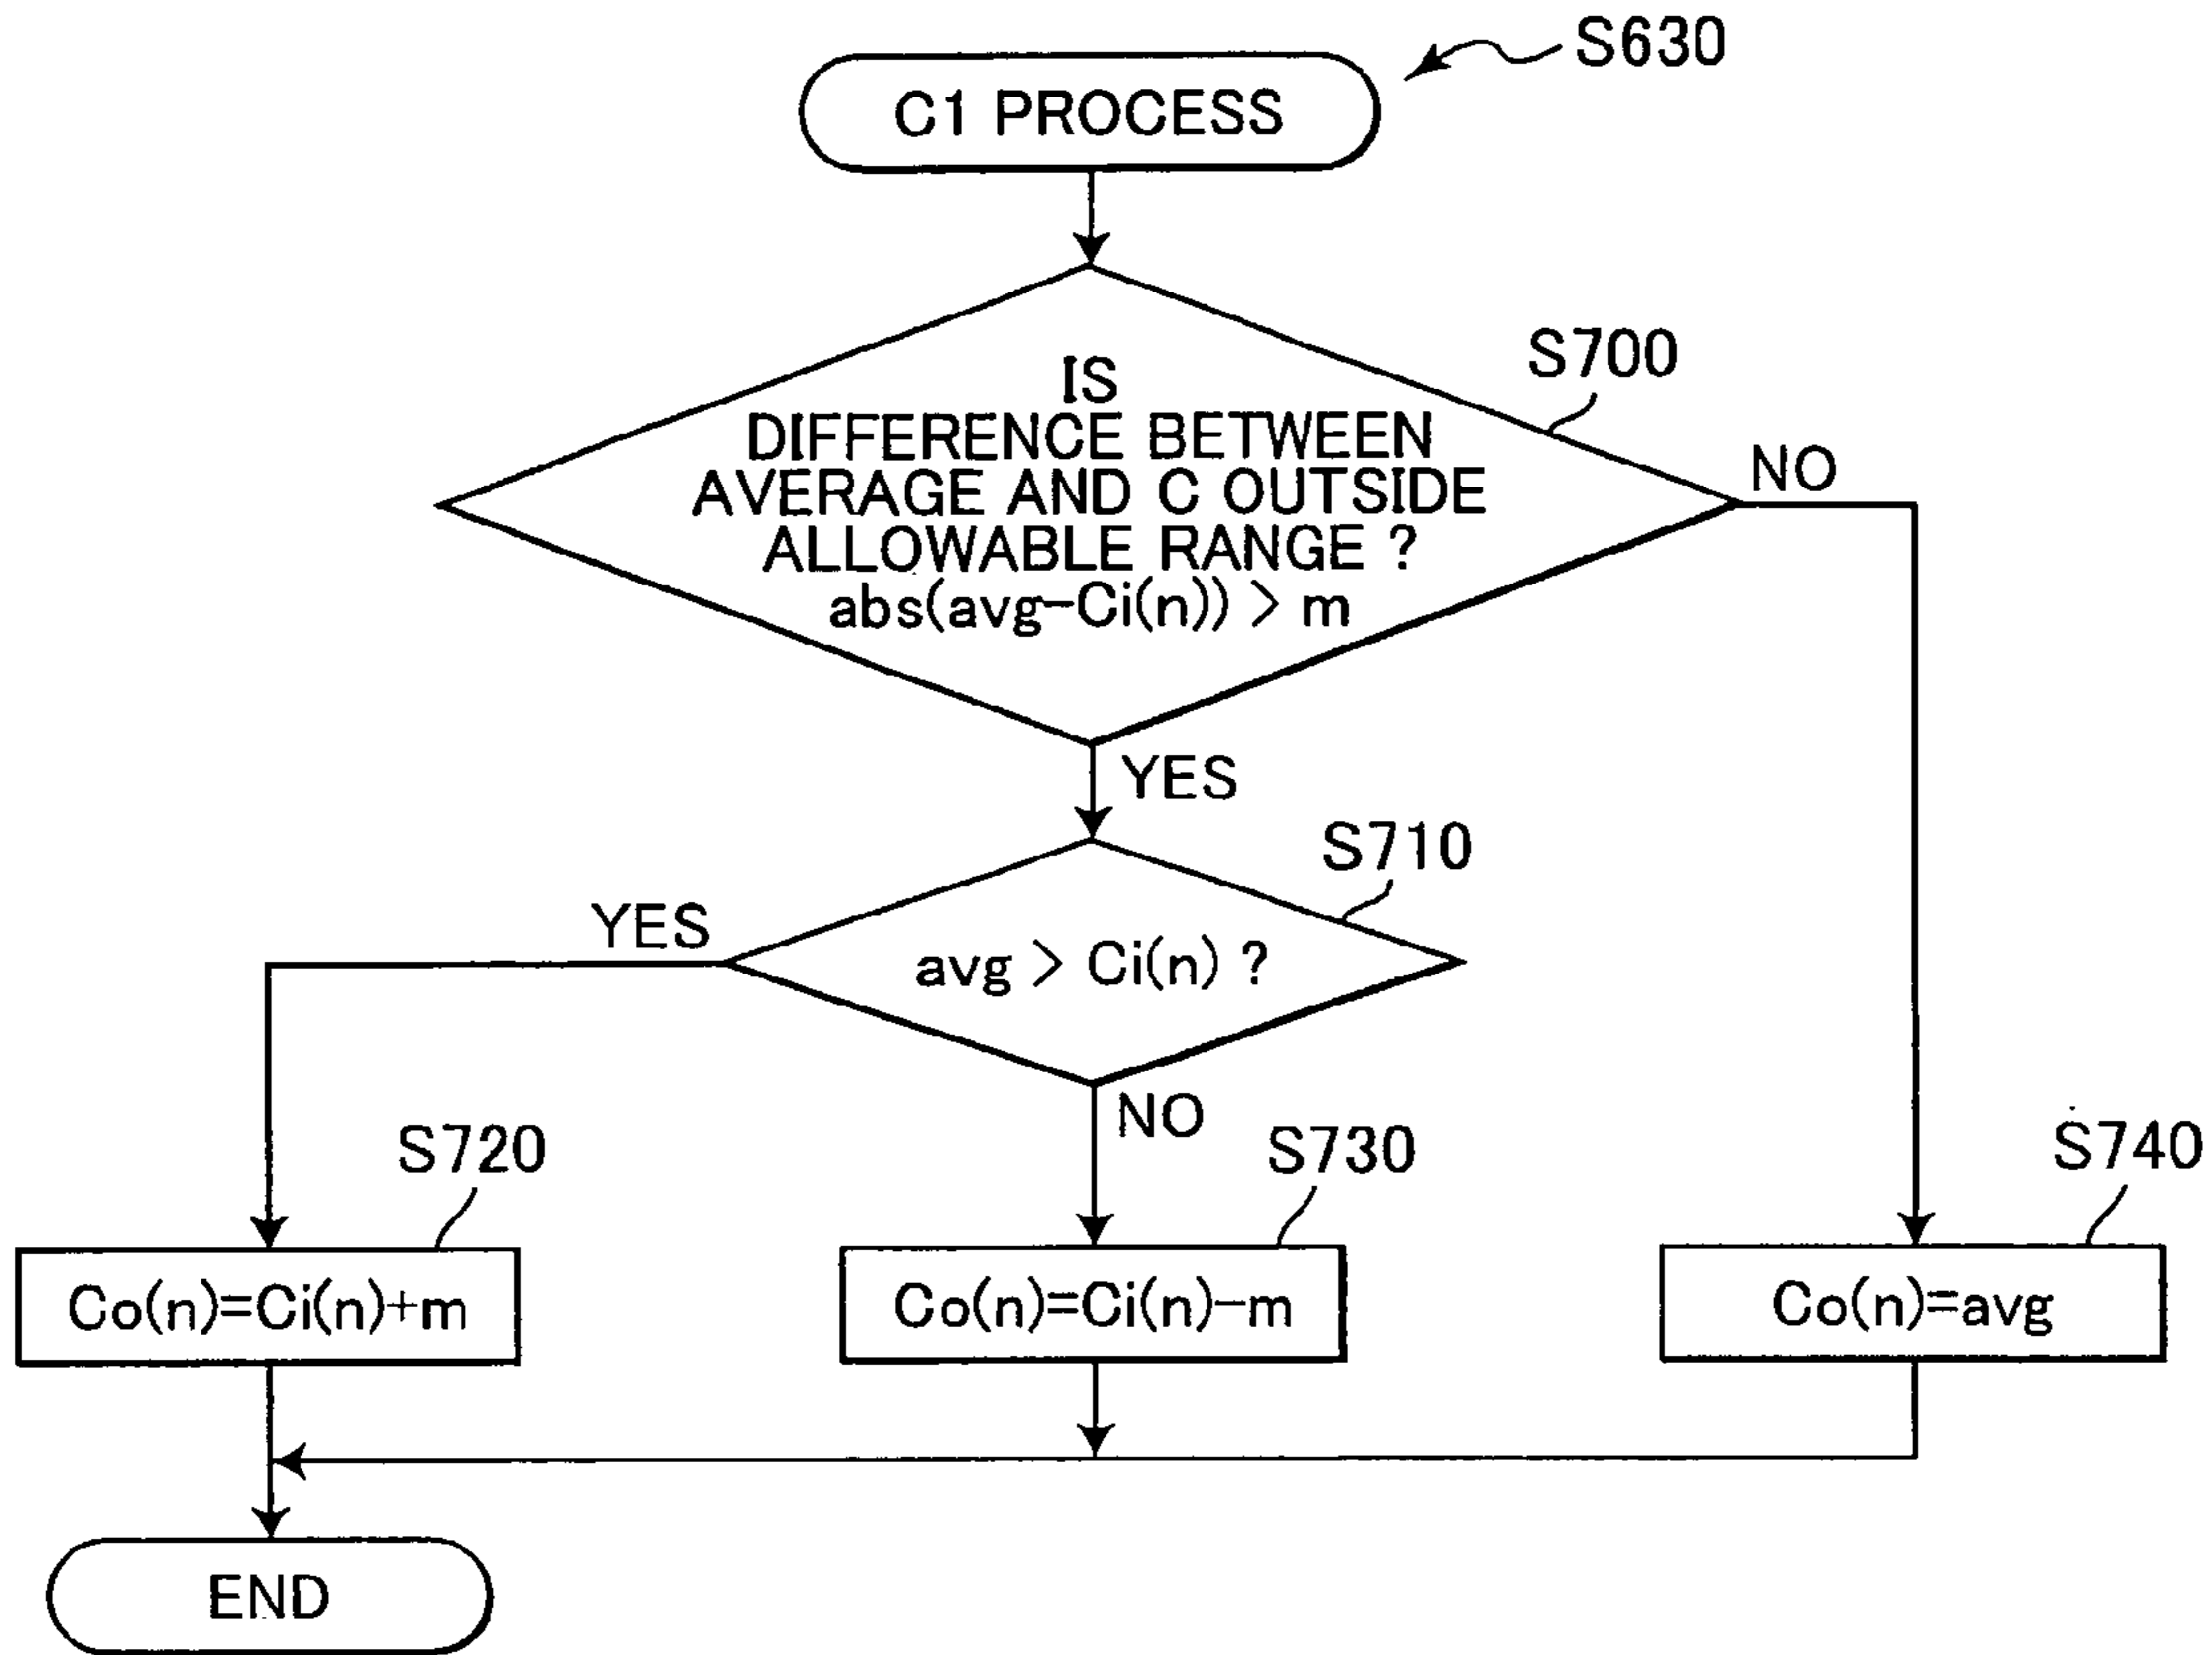 S630
C1 PROCESS
S700
IS
DIFFERENCE BETWEEN
AVERAGE AND C OUTSIDE
ALLOWABLE RANGE ?
abs(avg-Ci(n)) > m
NO
YES
S710
YES
avg > Ci(n) ?
NO
S720
S730
S740
Co(n)=Ci(n)+m
Co(n)=Ci(n)-m
Co(n)=avg
END